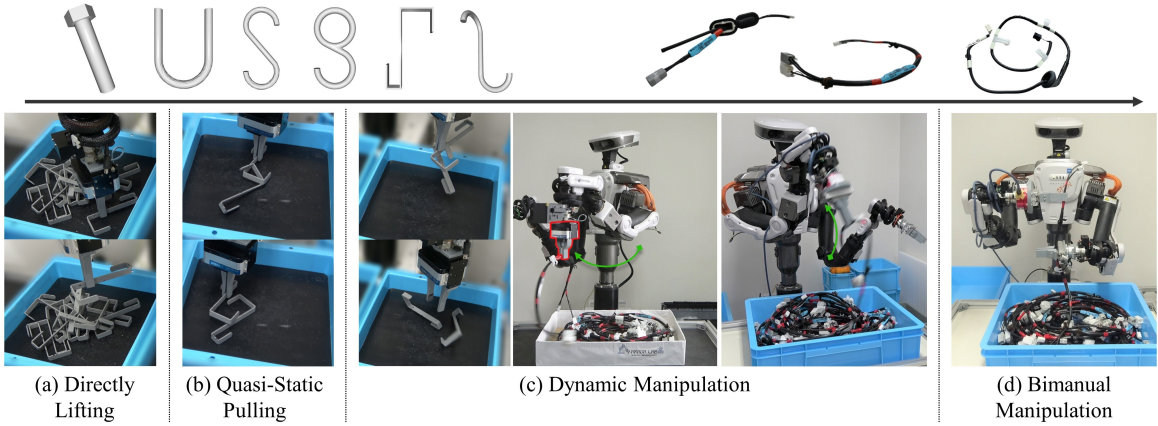 (a) Directly
Lifting
(b) Quasi-Static
Pulling
(c) Dynamic Manipulation
(d) Bimanual
Manipulation